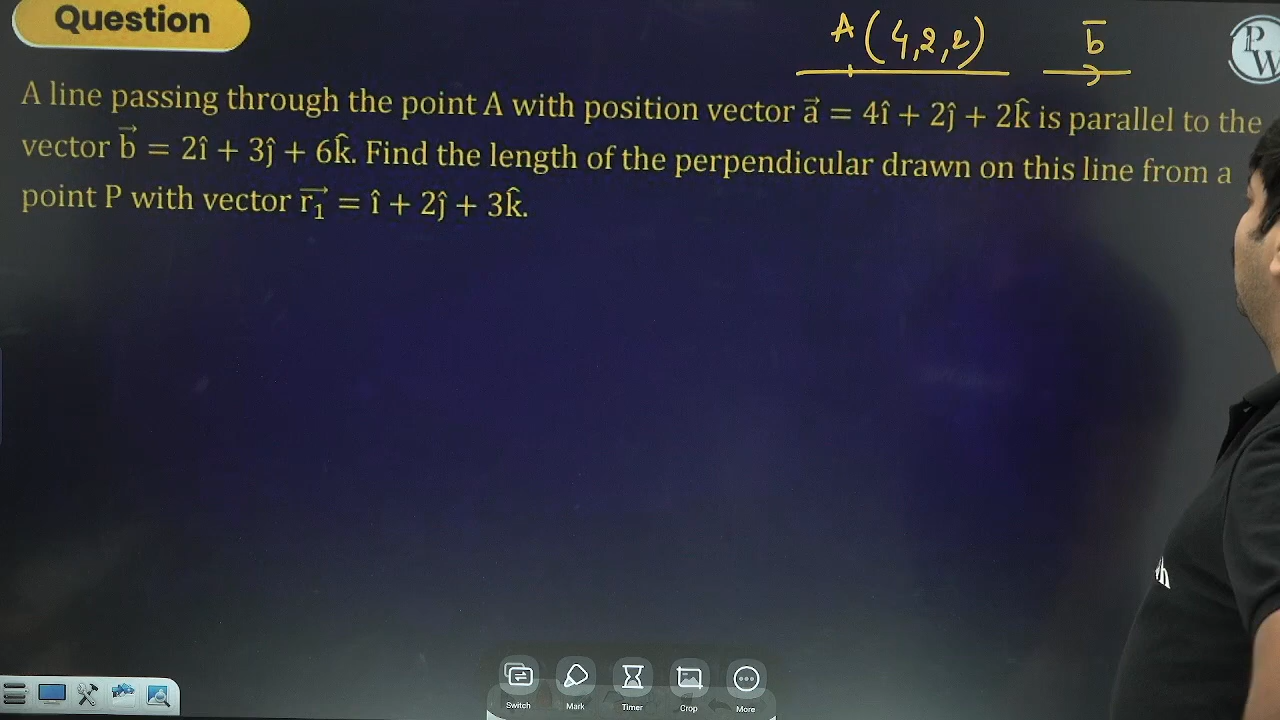 Question
A(4,2,2) b̄
PW
A line passing through the point A with position vector a⃗ = 4î + 2ĵ + 2k̂ is parallel to the
vector b⃗ = 2î + 3ĵ + 6k̂. Find the length of the perpendicular drawn on this line from a
point P with vector r₁⃗ = î + 2ĵ + 3k̂.
Switch Mark Timer Crop More